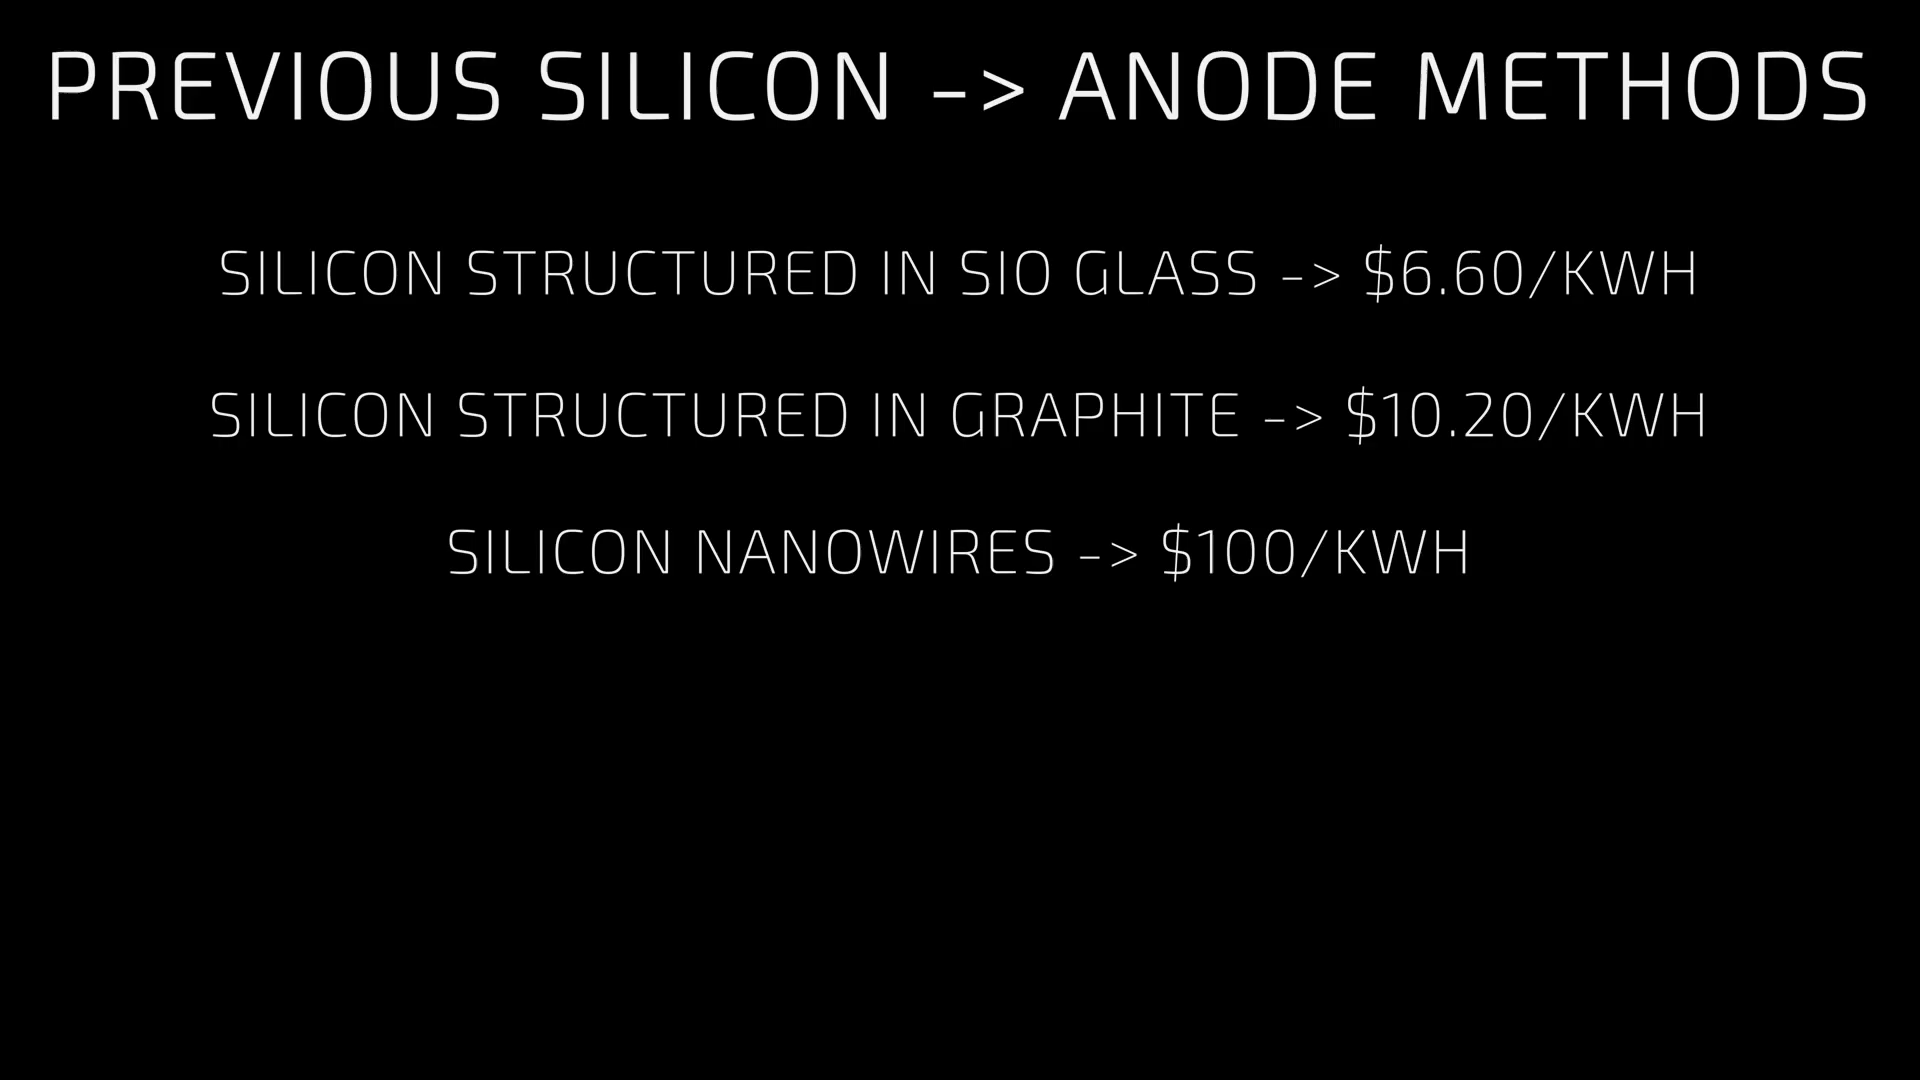 PREVIOUS SILICON -> ANODE METHODS
SILICON STRUCTURED IN SIO GLASS -> $6.60/KWH
SILICON STRUCTURED IN GRAPHITE -> $10.20/KWH
SILICON NANOWIRES -> $100/KWH